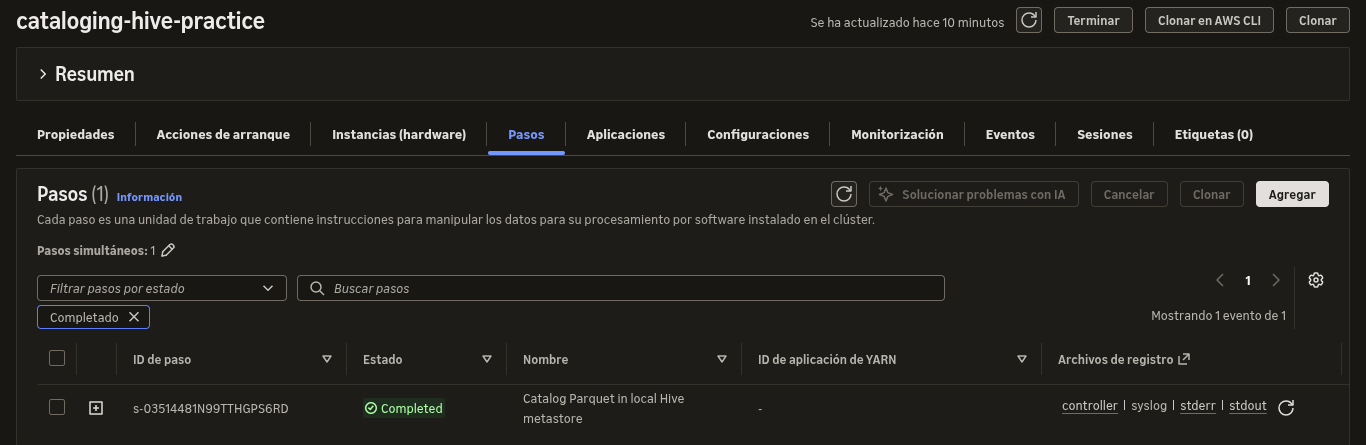 cataloging-hive-practice
Se ha actualizado hace 10 minutos
Terminar
Clonar en AWS CLI
Clonar
Resumen
Propiedades
Acciones de arranque
Instancias (hardware)
Pasos
Aplicaciones
Configuraciones
Monitorización
Eventos
Sesiones
Etiquetas (0)
Pasos (1) Información
Solucionar problemas con IA
Cancelar
Clonar
Agregar
Cada paso es una unidad de trabajo que contiene instrucciones para manipular los datos para su procesamiento por software instalado en el clúster.
Pasos simultáneos: 1
Filtrar pasos por estado
Buscar pasos
1
Completado
Mostrando 1 evento de 1
ID de paso
Estado
Nombre
ID de aplicación de YARN
Archivos de registro
s-03514481N99TTHGPS6RD
Completed
Catalog Parquet in local Hive
metastore
-
controller | syslog | stderr | stdout